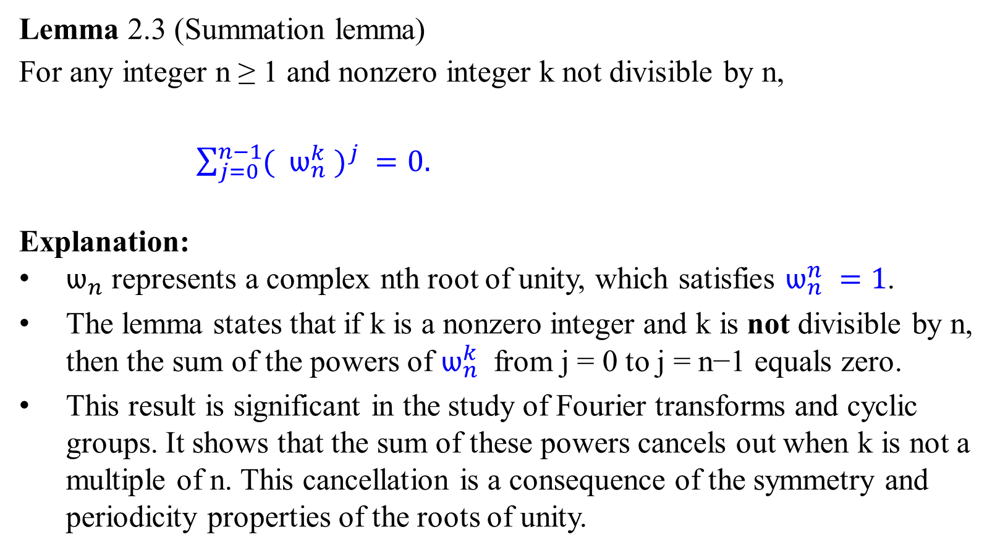 Lemma 2.3 (Summation lemma)
For any integer n ≥ 1 and nonzero integer k not divisible by n,
∑_{j=0}^{n−1}( ω_n^k )^j = 0.
Explanation:
• ω_n represents a complex nth root of unity, which satisfies ω_n^n = 1.
• The lemma states that if k is a nonzero integer and k is not divisible by n,
then the sum of the powers of ω_n^k from j = 0 to j = n−1 equals zero.
• This result is significant in the study of Fourier transforms and cyclic
groups. It shows that the sum of these powers cancels out when k is not a
multiple of n. This cancellation is a consequence of the symmetry and
periodicity properties of the roots of unity.